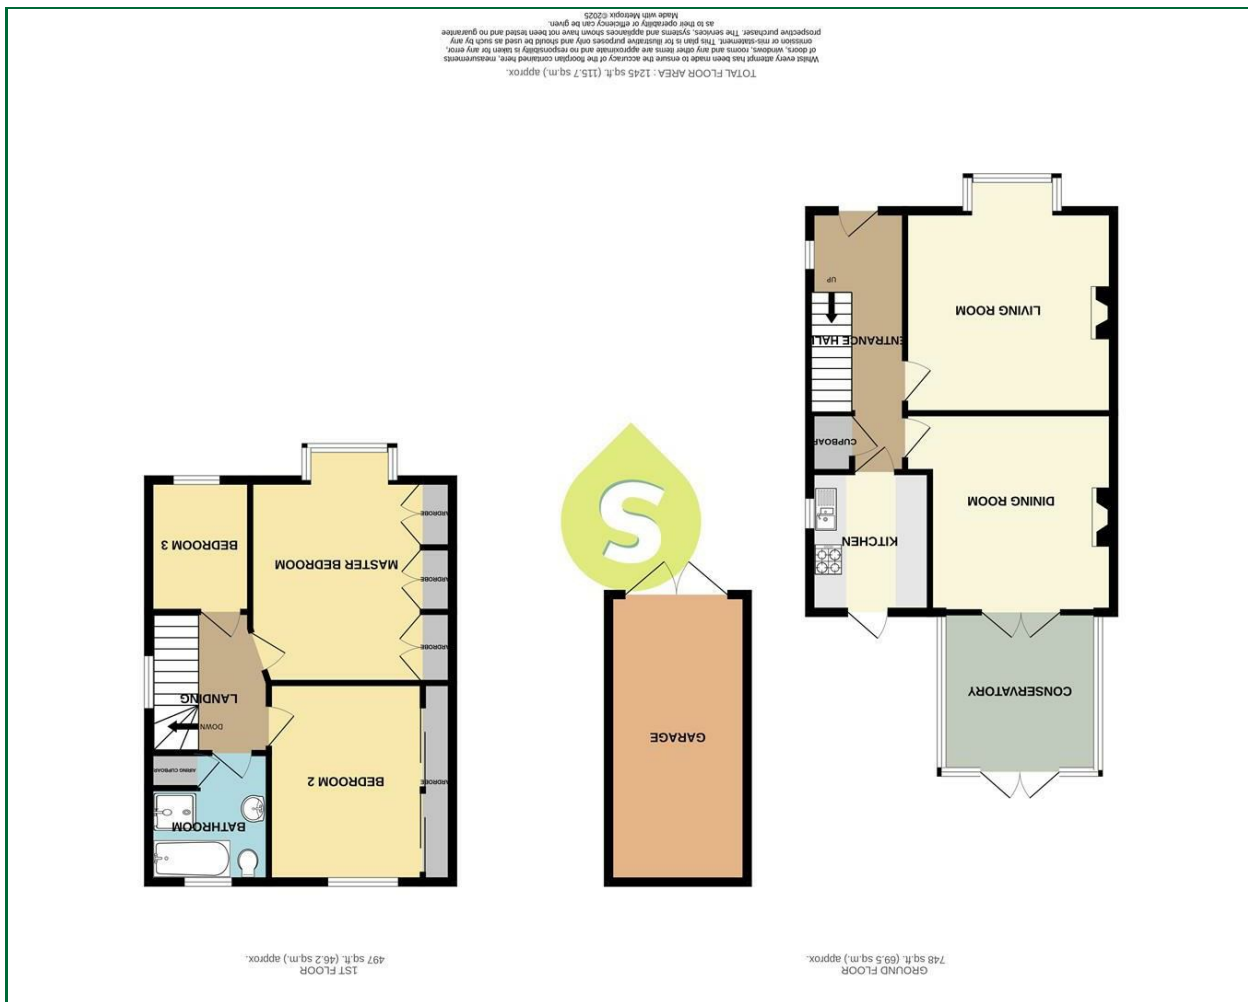 GROUND FLOOR
748 sq.ft. (69.5 sq.m.) approx.
CONSERVATORY
KITCHEN
DINING ROOM
CUPBOAR
ENTRANCE HALL
LIVING ROOM
UP
GARAGE
S
1ST FLOOR
497 sq.ft. (46.2 sq.m.) approx.
BATHROOM
AIRING CUPBOARD
BEDROOM 2
ARDROBE
DOWN
LANDING
ARDROBE
MASTER BEDROOM
ARDROBE
BEDROOM 3
ARDROBE
TOTAL FLOOR AREA : 1245 sq.ft. (115.7 sq.m.) approx.
Whilst every attempt has been made to ensure the accuracy of the floorplan contained here, measurements
of doors, windows, rooms and any other items are approximate and no responsibility is taken for any error,
omission or mis-statement. This plan is for illustrative purposes only and should be used as such by any
prospective purchaser. The services, systems and appliances shown have not been tested and no guarantee
as to their operability or efficiency can be given.
Made with Metropix ©2025